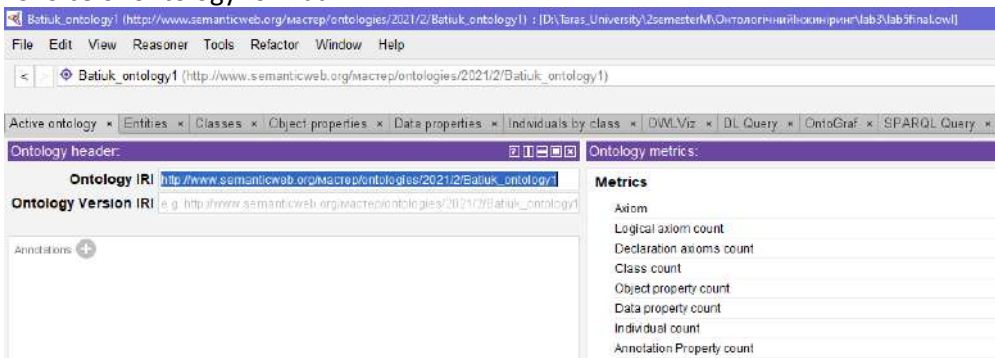 Batiuk_ontology1 (http://www.semanticweb.org/мастер/ontologies/2021/2/Batiuk_ontology1) : [D:\Taras_University\2semesterM\ОнтологічнийІнжиніринг\lab3\lab5final.owl]
File Edit View Reasoner Tools Refactor Window Help
< > Batiuk_ontology1 (http://www.semanticweb.org/мастер/ontologies/2021/2/Batiuk_ontology1)
Active ontology × Entities × Classes × Object properties × Data properties × Individuals by class × OWLViz × DL Query × OntoGraf × SPARQL Query ×
Ontology header: Ontology metrics:
Ontology IRI http://www.semanticweb.org/мастер/ontologies/2021/2/Batiuk_ontology1 Metrics
Ontology Version IRI e.g. http://www.semanticweb.org/мастер/ontologies/2021/2/Batiuk_ontology1 Axiom
Logical axiom count
Annotations Declaration axioms count
Class count
Object property count
Data property count
Individual count
Annotation Property count